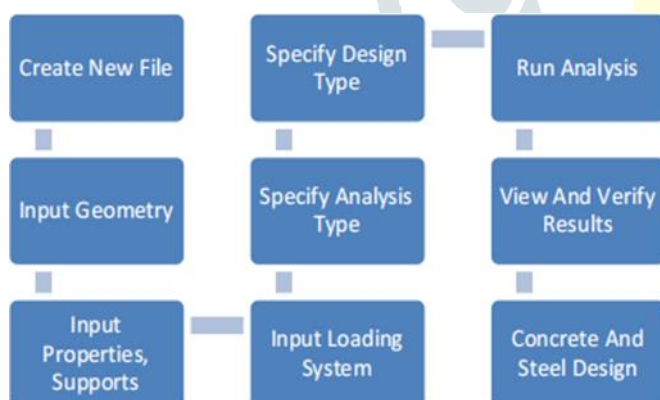 Create New File
Input Geometry
Input
Properties,
Supports
Input Loading
System
Specify Analysis
Type
Specify Design
Type
Run Analysis
View And Verify
Results
Concrete And
Steel Design